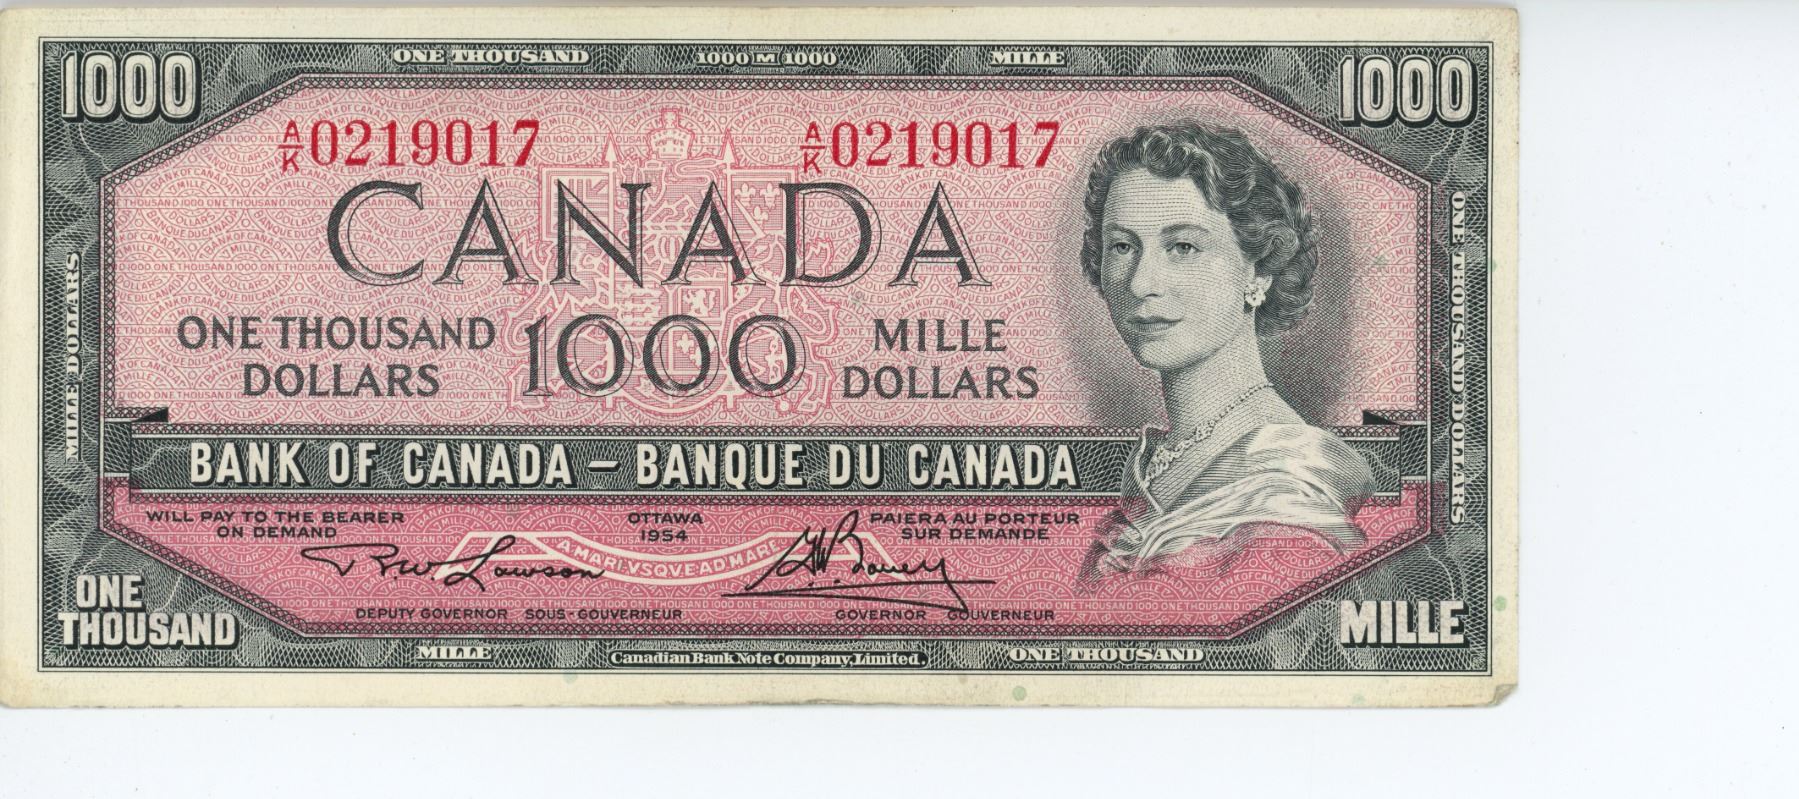 ONE THOUSAND 1000 M 1000 MILLE
1000 1000
A/K 0219017 A/K 0219017
CANADA
ONE THOUSAND DOLLARS
1000
MILLE DOLLARS
MILLE DOLLARS
ONE THOUSAND DOLLARS
BANK OF CANADA – BANQUE DU CANADA
WILL PAY TO THE BEARER
ON DEMAND
OTTAWA
1954
PAIERA AU PORTEUR
SUR DEMANDE
A MARI VSQVE AD MARE
R.W. Lawson
DEPUTY GOVERNOR SOUS-GOUVERNEUR
GOVERNOR GOUVERNEUR
ONE
THOUSAND
MILLE
MILLE Canadian Bank Note Company, Limited. ONE THOUSAND